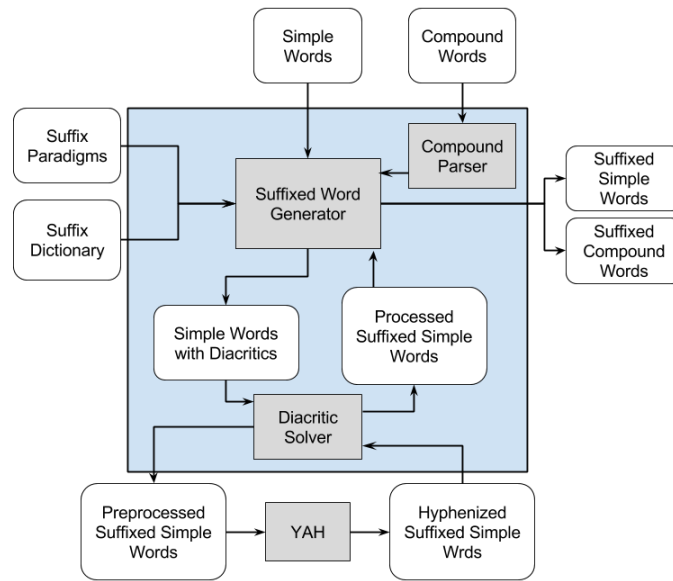 Simple
Words
Compound
Words
Suffix
Paradigms
Compound
Parser
Suffixed
Simple
Words
Suffixed Word
Generator
Suffix
Dictionary
Suffixed
Compound
Words
Simple Words
with Diacritics
Processed
Suffixed Simple
Words
Diacritic
Solver
Preprocessed
Suffixed Simple
Words
YAH
Hyphenized
Suffixed Simple
Wrds